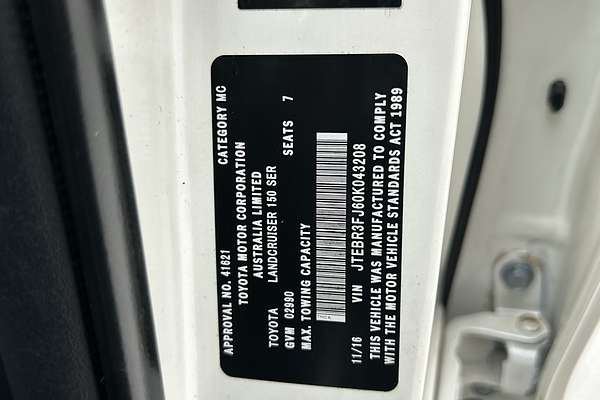 APPROVAL NO. 41621 CATEGORY MC
TOYOTA MOTOR CORPORATION
AUSTRALIA LIMITED
TOYOTA LANDCRUISER 150 SER
GVM 02990 SEATS 7
MAX. TOWING CAPACITY
11/16 VIN JTEBR3FJ60K043208
THIS VEHICLE WAS MANUFACTURED TO COMPLY
WITH THE MOTOR VEHICLE STANDARDS ACT 1989